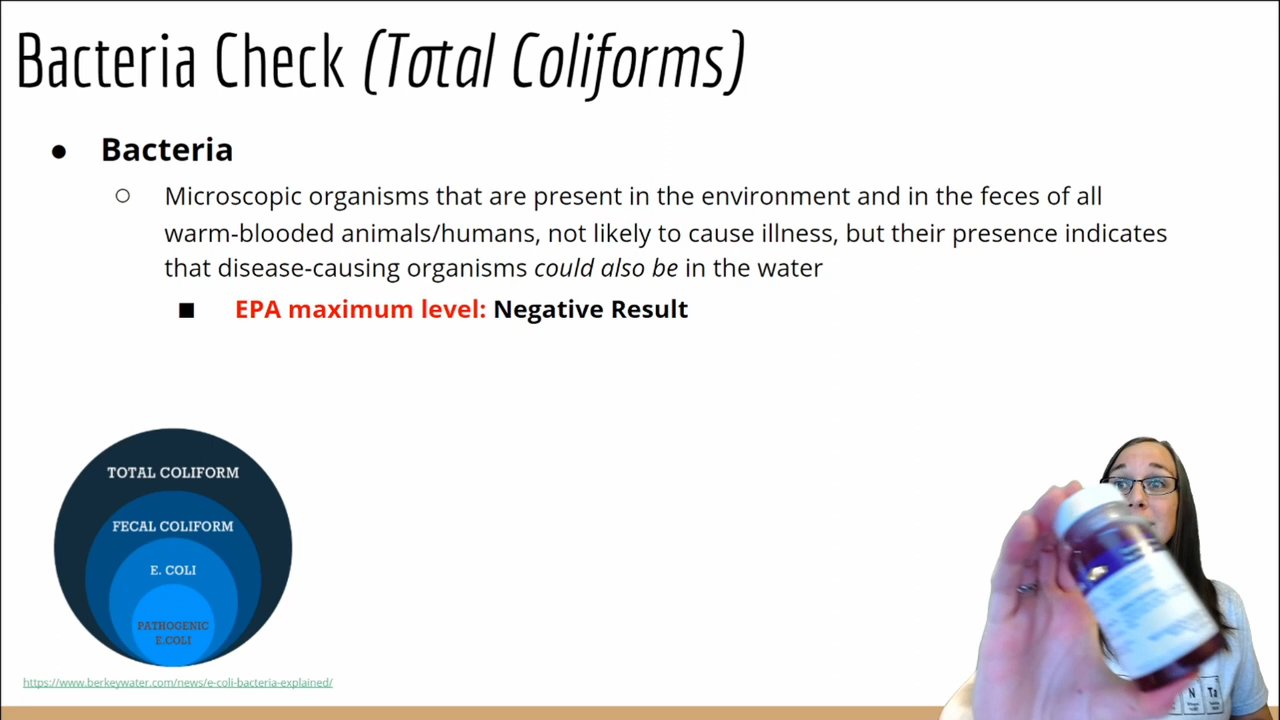 Bacteria Check (Total Coliforms)
● Bacteria
○ Microscopic organisms that are present in the environment and in the feces of all
warm-blooded animals/humans, not likely to cause illness, but their presence indicates
that disease-causing organisms could also be in the water
■ EPA maximum level: Negative Result
TOTAL COLIFORM
FECAL COLIFORM
E. COLI
PATHOGENIC
E.COLI
https://www.berkeywater.com/news/e-coli-bacteria-explained/
N Ta